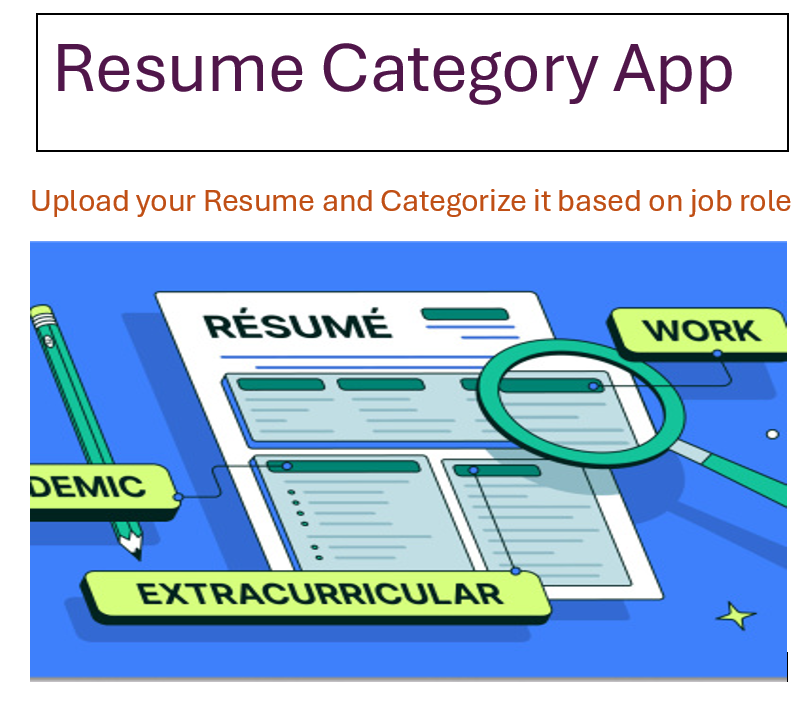 Resume Category App
Upload your Resume and Categorize it based on job role
RÉSUMÉ
WORK
DEMIC
EXTRACURRICULAR